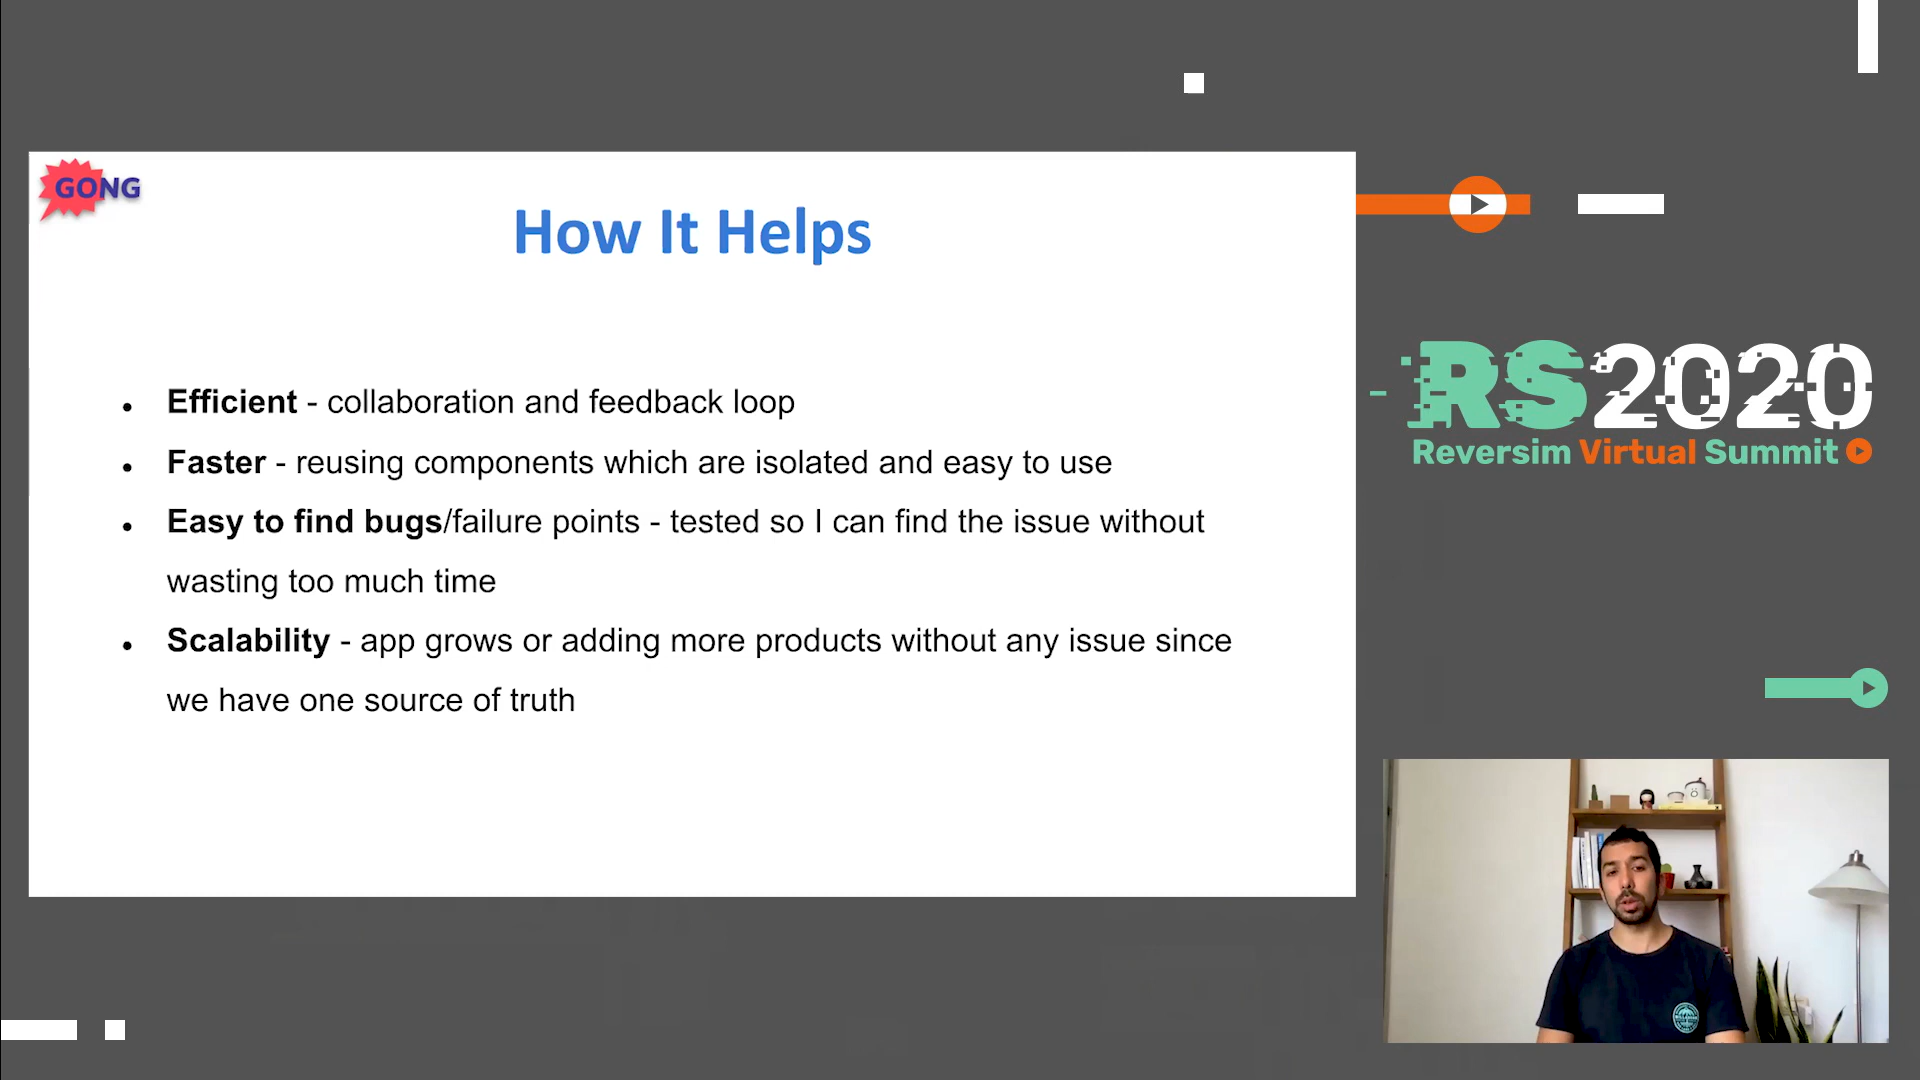 GONG
How It Helps
Efficient - collaboration and feedback loop
Faster - reusing components which are isolated and easy to use
Easy to find bugs/failure points - tested so I can find the issue without
wasting too much time
Scalability - app grows or adding more products without any issue since
we have one source of truth
RS2020
Reversim Virtual Summit